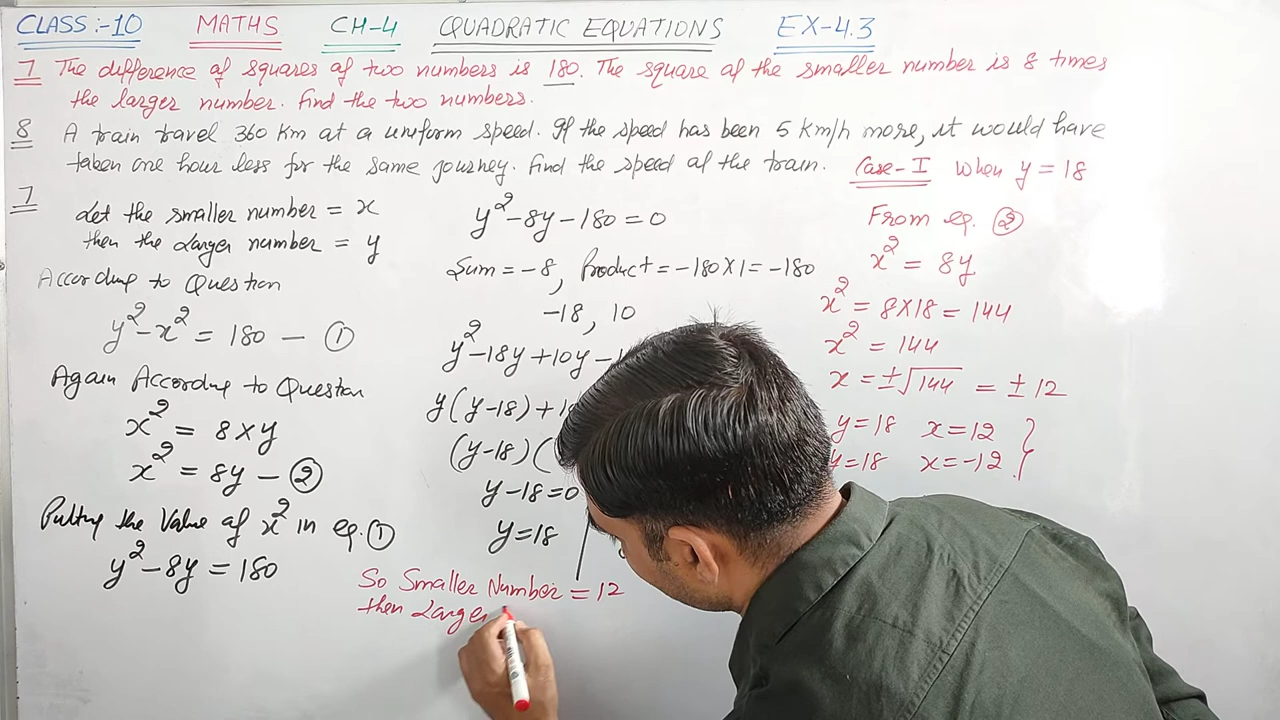 CLASS:-10 MATHS CH-4 QUADRATIC EQUATIONS EX-4.3
7 The difference of squares of two numbers is 180. The square of the smaller number is 8 times
the larger number. Find the two numbers.
8 A train travel 360 Km at a uniform speed. If the speed has been 5 km/h more, it would have
taken one hour less for the same journey. Find the speed of the train.
7
Let the smaller number = x
then the Larger number = y
According to Question
y²-x² = 180 — ①
Again According to Question
x² = 8×y
x² = 8y — ②
Putting the Value of x² in eq. ①
y²-8y = 180
y²-8y-180=0
Sum=-8, Product=-180×1=-180
-18, 10
y²-18y+10y-1
y(y-18)+1
(y-18)(
y-18=0
y=18
Case-I When y=18
From eq. ②
x² = 8y
x² = 8×18=144
x² = 144
x=±√144 = ±12
y=18 x=12 }
y=18 x=-12 }
So Smaller Number = 12
then Larger